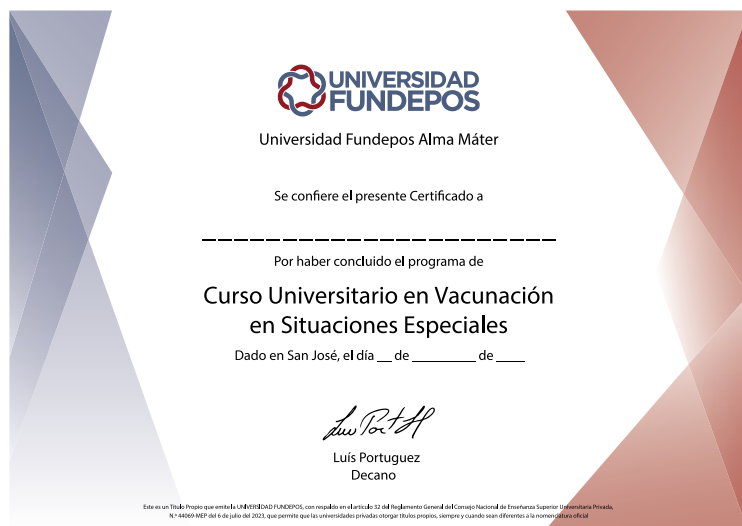 UNIVERSIDAD
FUNDEPOS
Universidad Fundepos Alma Máter
Se confiere el presente Certificado a
_ _ _ _ _ _ _ _ _ _ _ _ _ _ _ _ _ _ _ _ _ _
Por haber concluido el programa de
Curso Universitario en Vacunación
en Situaciones Especiales
Dado en San José, el día __ de ________ de ____
Luís Portuguez
Decano
Este es un Título Propio que emite la UNIVERSIDAD FUNDEPOS, con respaldo en el artículo 32 del Reglamento General del Consejo Nacional de Enseñanza Superior Universitaria Privada,
N.º 44069-MEP del 6 de julio del 2023, que permite que las universidades privadas otorgar títulos propios, siempre y cuando sean diferentes a la nomenclatura oficial